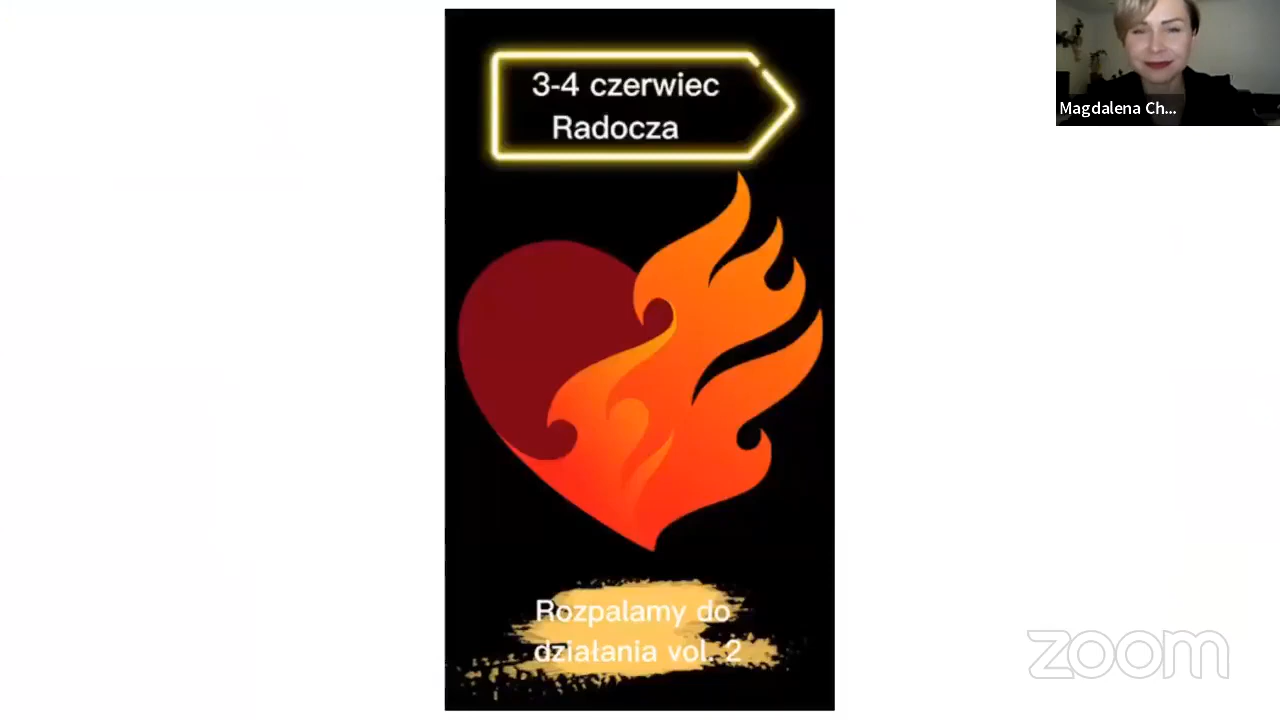 3-4 czerwiec
Radocza
Magdalena Ch...
Rozpalamy do
działania vol. 2
zoom